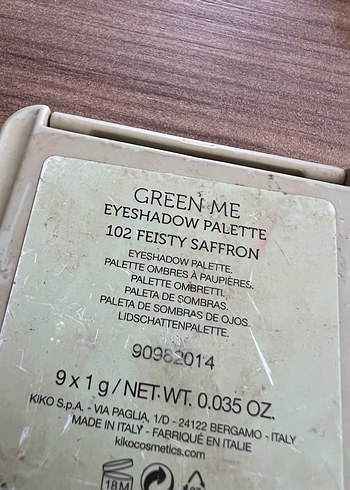 GREEN ME
EYESHADOW PALETTE
102 FEISTY SAFFRON
EYESHADOW PALETTE.
PALETTE OMBRES À PAUPIÈRES.
PALETTE OMBRETTI.
PALETA DE SOMBRAS.
PALETA DE SOMBRAS DE OJOS.
LIDSCHATTENPALETTE.
90982014
9 x 1 g / NET. WT. 0.035 OZ.
KIKO S.p.A. - VIA PAGLIA, 1/D - 24122 BERGAMO - ITALY
MADE IN ITALY - FABRIQUÉ EN ITALIE
kikocosmetics.com
18M